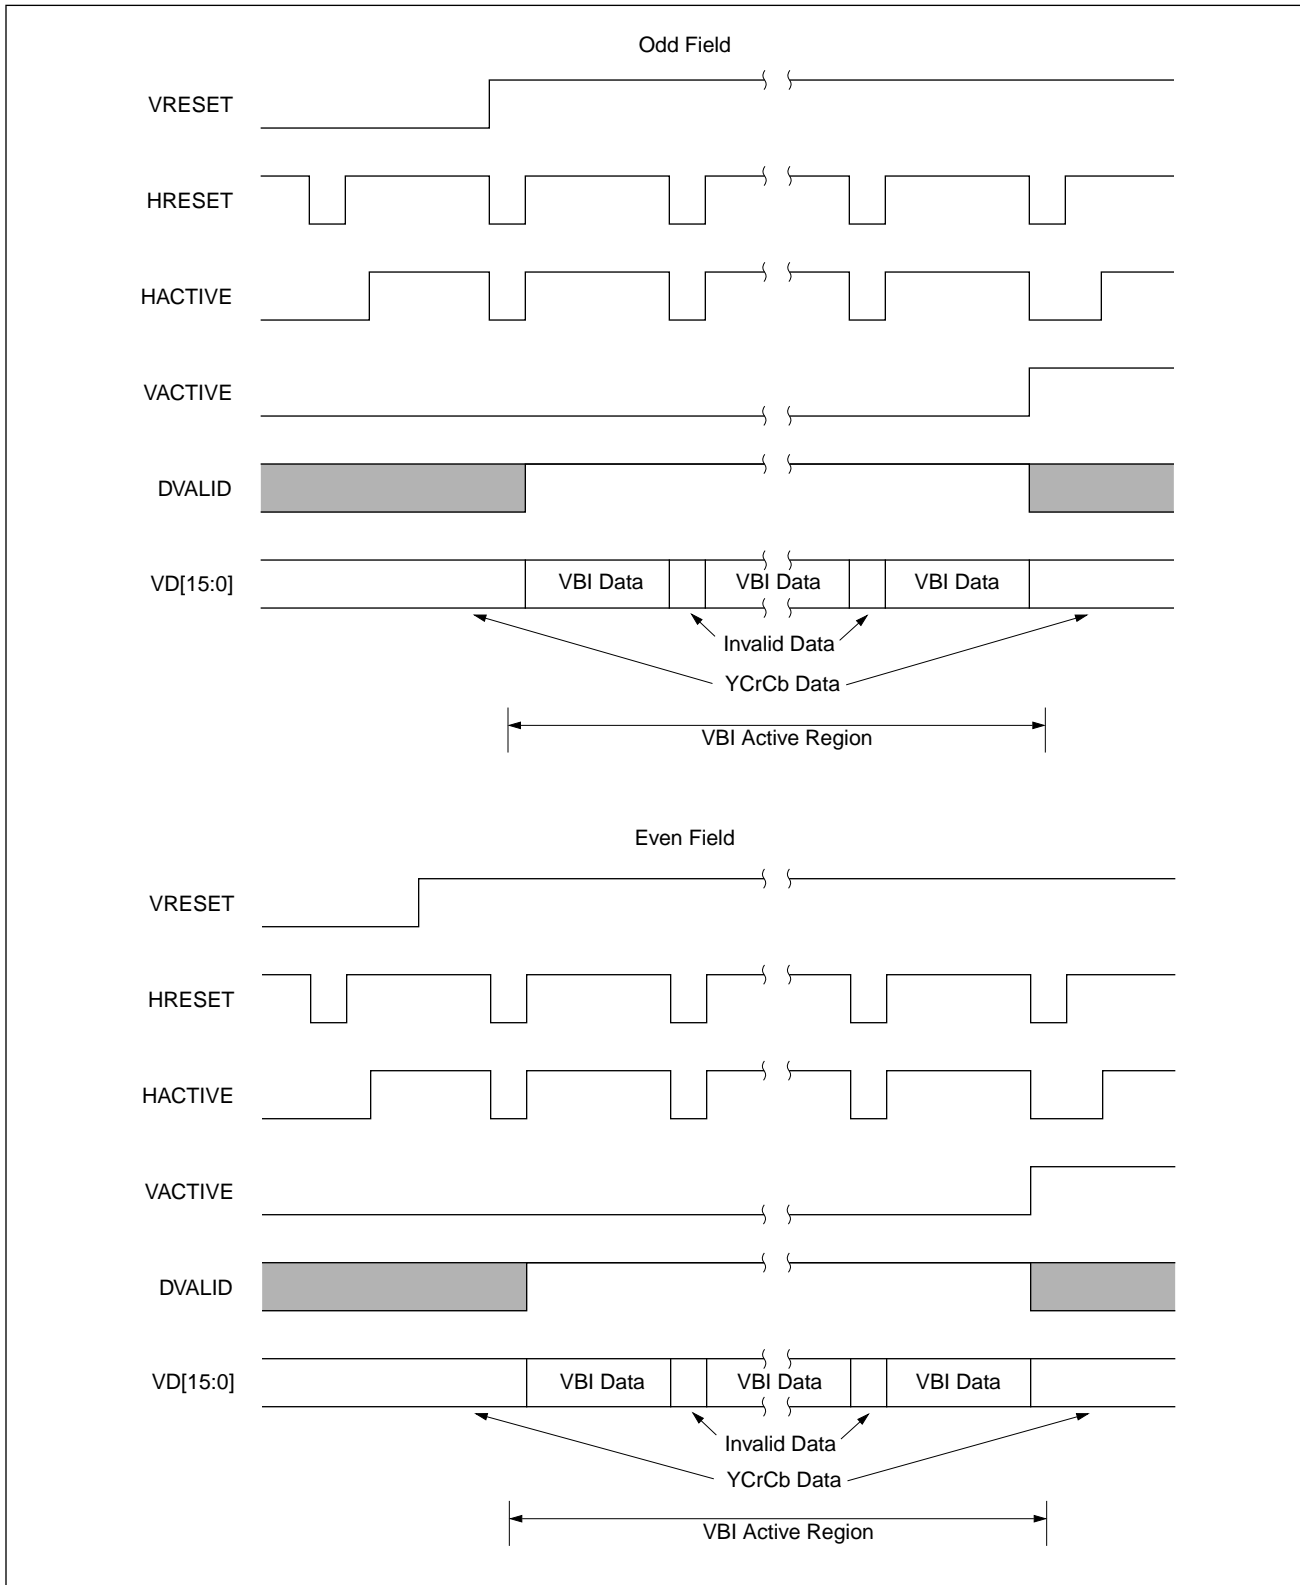 Odd Field
VRESET
HRESET
HACTIVE
VACTIVE
DVALID
VD[15:0] VBI Data VBI Data VBI Data
Invalid Data
YCrCb Data
VBI Active Region
Even Field
VRESET
HRESET
HACTIVE
VACTIVE
DVALID
VD[15:0] VBI Data VBI Data VBI Data
Invalid Data
YCrCb Data
VBI Active Region